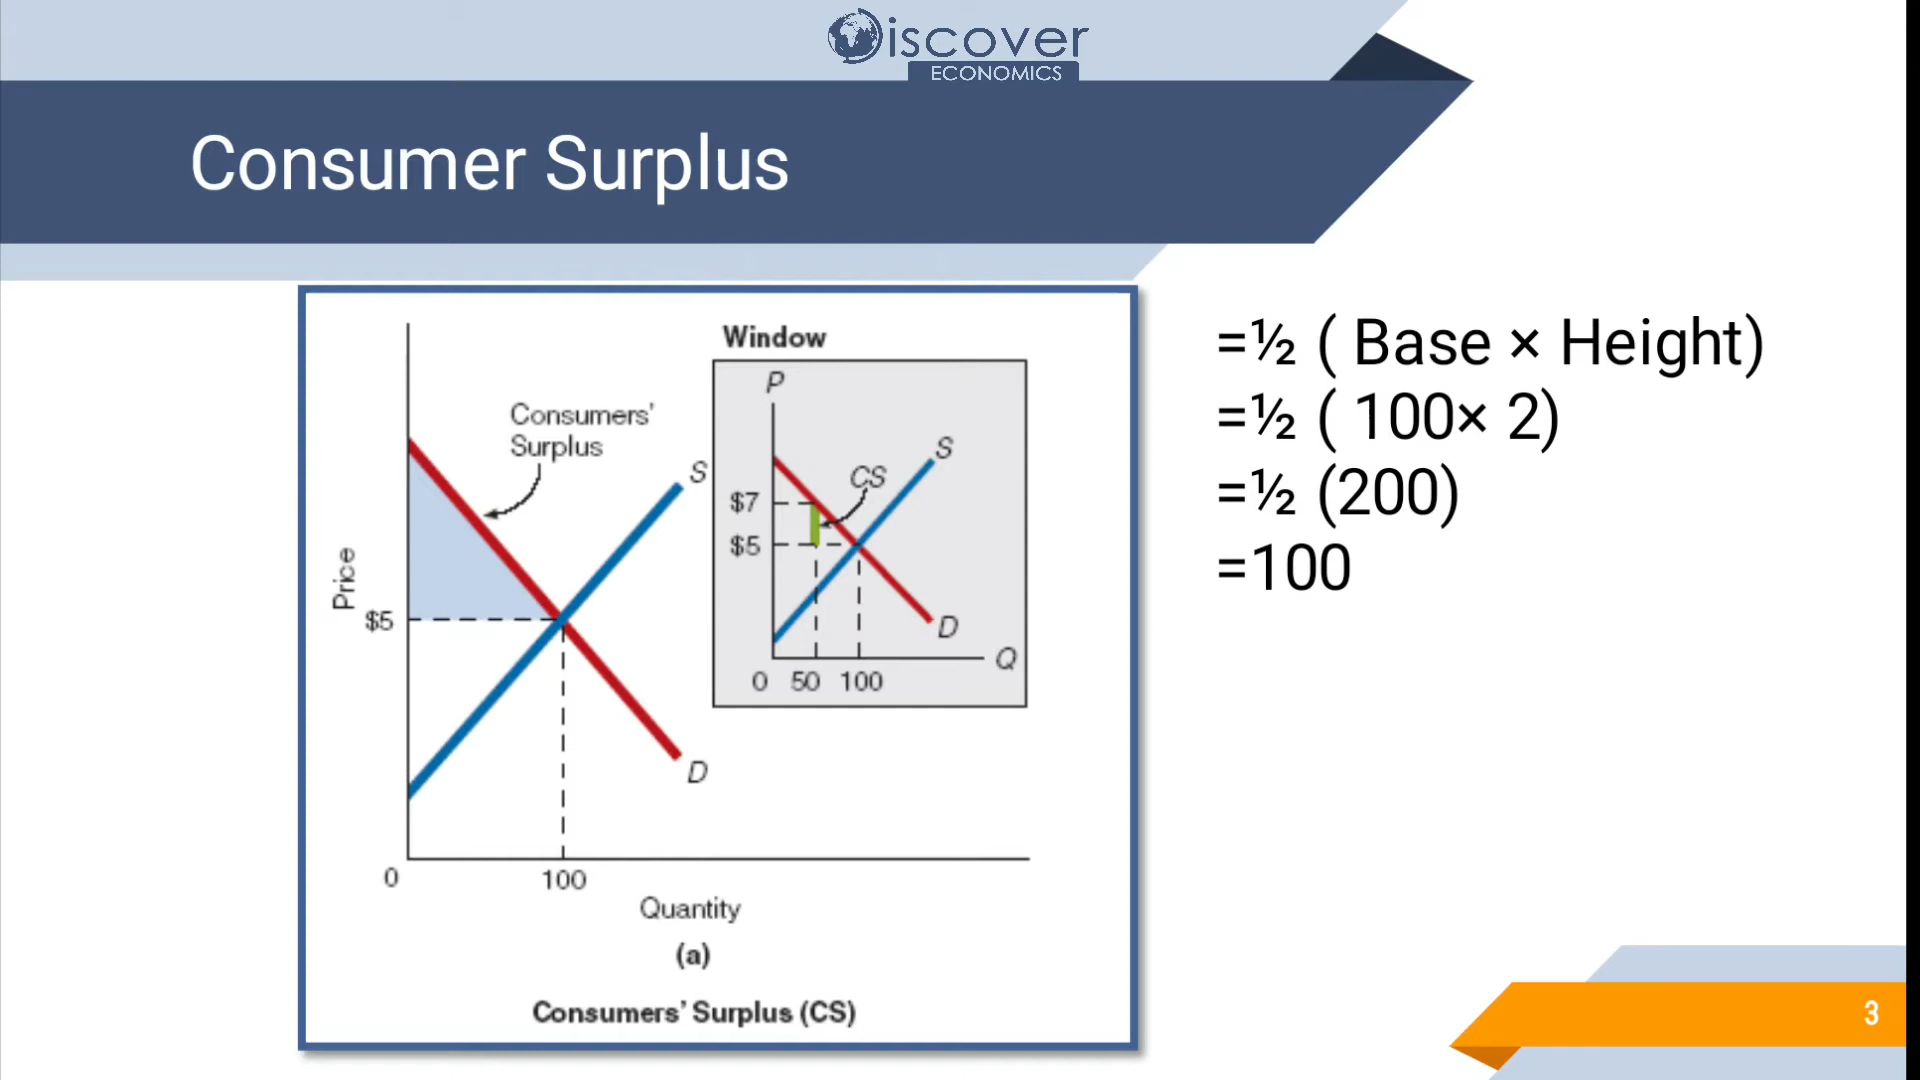 Discover
ECONOMICS
Consumer Surplus
Window
P
Consumers'
Surplus
S
S
CS
$7
$5
D
Q
0 50 100
Price
$5
D
0
100
Quantity
(a)
Consumers' Surplus (CS)
=½ ( Base × Height)
=½ ( 100× 2)
=½ (200)
=100
3